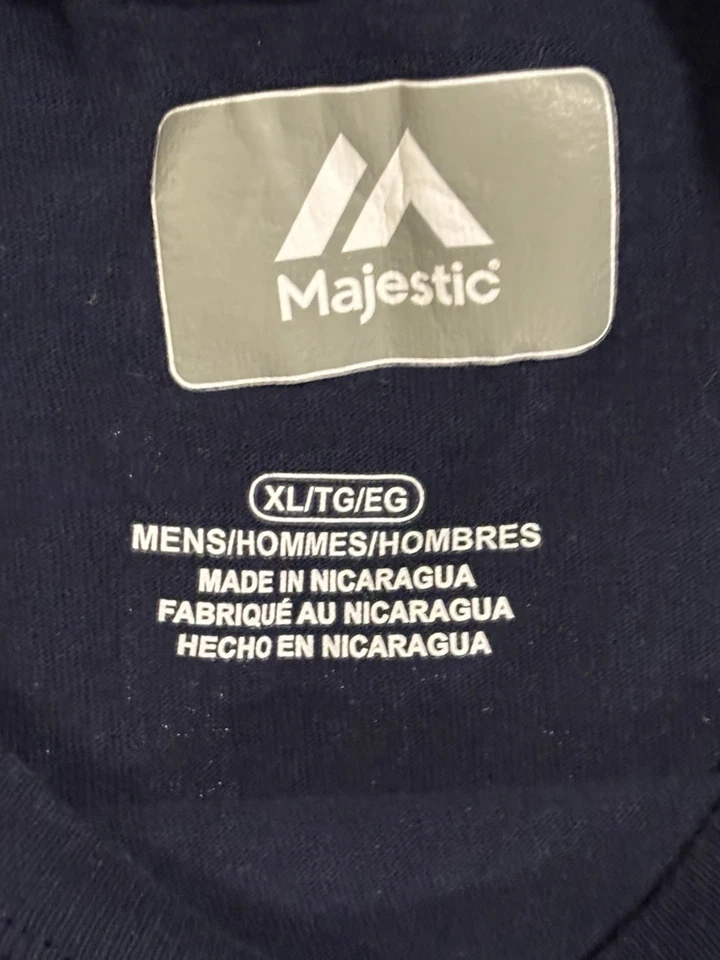 Majestic®
XL/TG/EG
MENS/HOMMES/HOMBRES
MADE IN NICARAGUA
FABRIQUÉ AU NICARAGUA
HECHO EN NICARAGUA